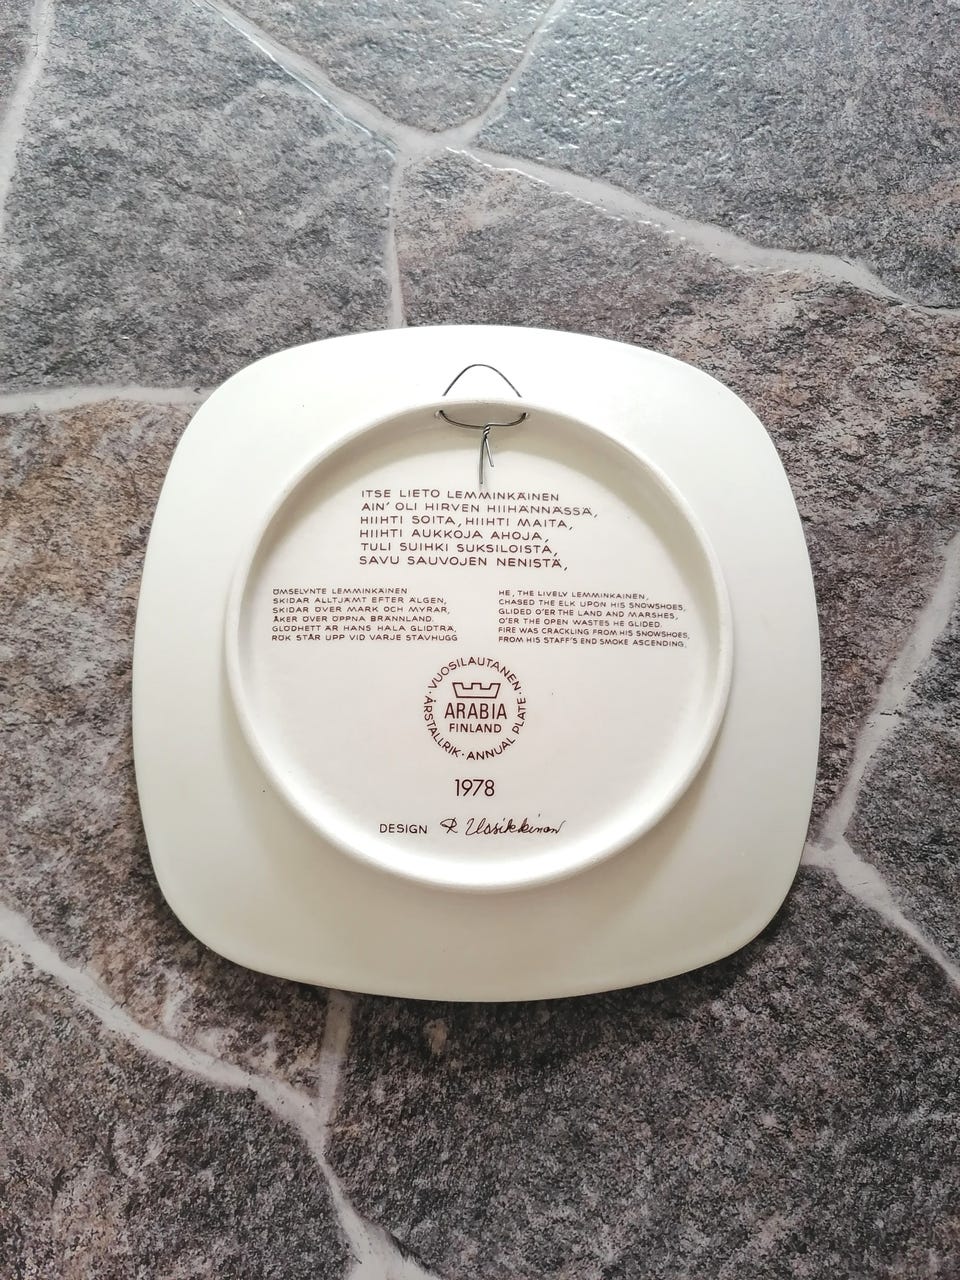 ITSE LIETO LEMMINKÄINEN
AIN' OLI HIRVEN HIIHÄNNÄSSÄ,
HIIHTI SOITA, HIIHTI MAITA,
HIIHTI AUKKOJA AHOJA,
TULI SUIHKI SUKSILOISTA,
SAVU SAUVOJEN NENISTÄ,
ÖMSELYNTE LEMMINKÄINEN
SKIDAR ALLTJÄMT EFTER ÄLGEN,
SKIDAR ÖVER MARK OCH MYRAR,
ÅKER ÖVER ÖPPNA BRÄNNLAND.
GLÖDHETT ÄR HANS HALA GLIDTRÄ,
RÖK STÅR UPP VID VARJE STAVHUGG
HE, THE LIVELY LEMMINKAINEN,
CHASED THE ELK UPON HIS SNOWSHOES,
GLIDED O'ER THE LAND AND MARSHES,
O'ER THE OPEN WASTES HE GLIDED.
FIRE WAS CRACKLING FROM HIS SNOWSHOES,
FROM HIS STAFF'S END SMOKE ASCENDING,
· VUOSILAUTANEN ·
ARABIA
FINLAND
ÅRSTALLRIK · ANNUAL PLATE
1978
DESIGN R. Uosikkinen